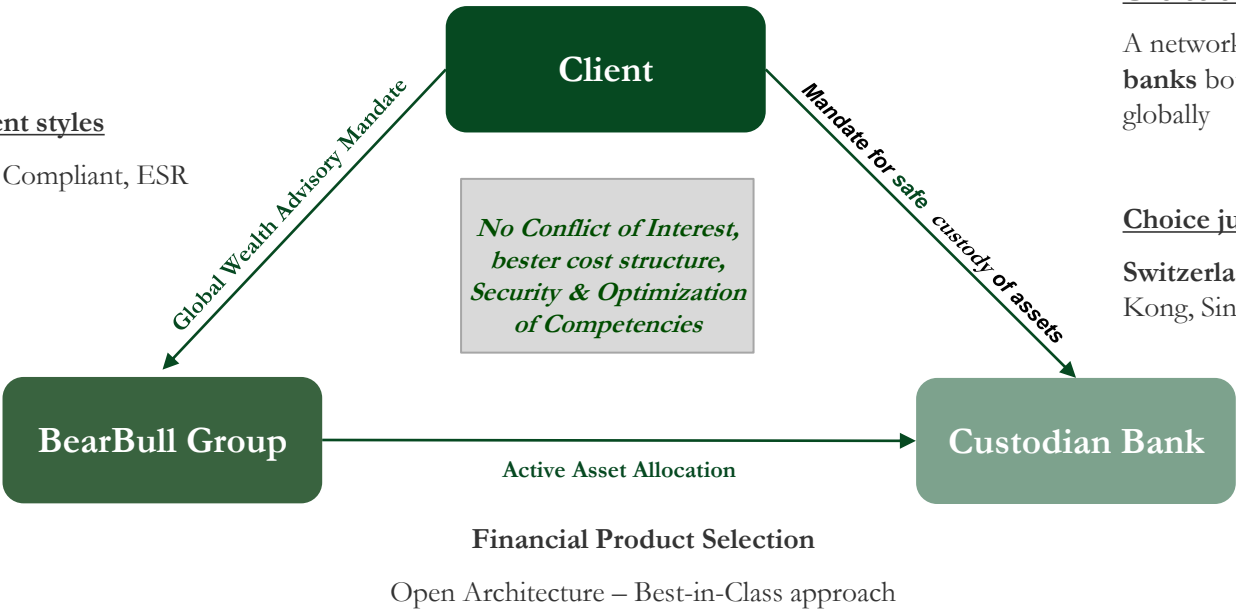 Client
A network
banks bo
globally
ent styles
Compliant, ESR
Global Wealth Advisory Mandate
Mandate for safe custody of assets
No Conflict of Interest,
bester cost structure,
Security & Optimization
of Competencies
Choice ju
Switzerla
Kong, Sin
BearBull Group
Custodian Bank
Active Asset Allocation
Financial Product Selection
Open Architecture – Best-in-Class approach